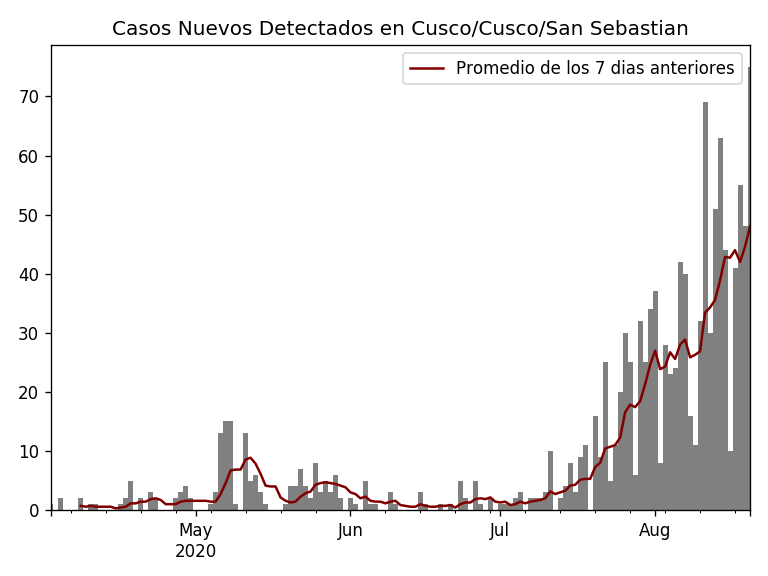 Casos Nuevos Detectados en Cusco/Cusco/San Sebastian
Promedio de los 7 dias anteriores
70
60
50
40
30
20
10
0
May
2020
Jun
Jul
Aug